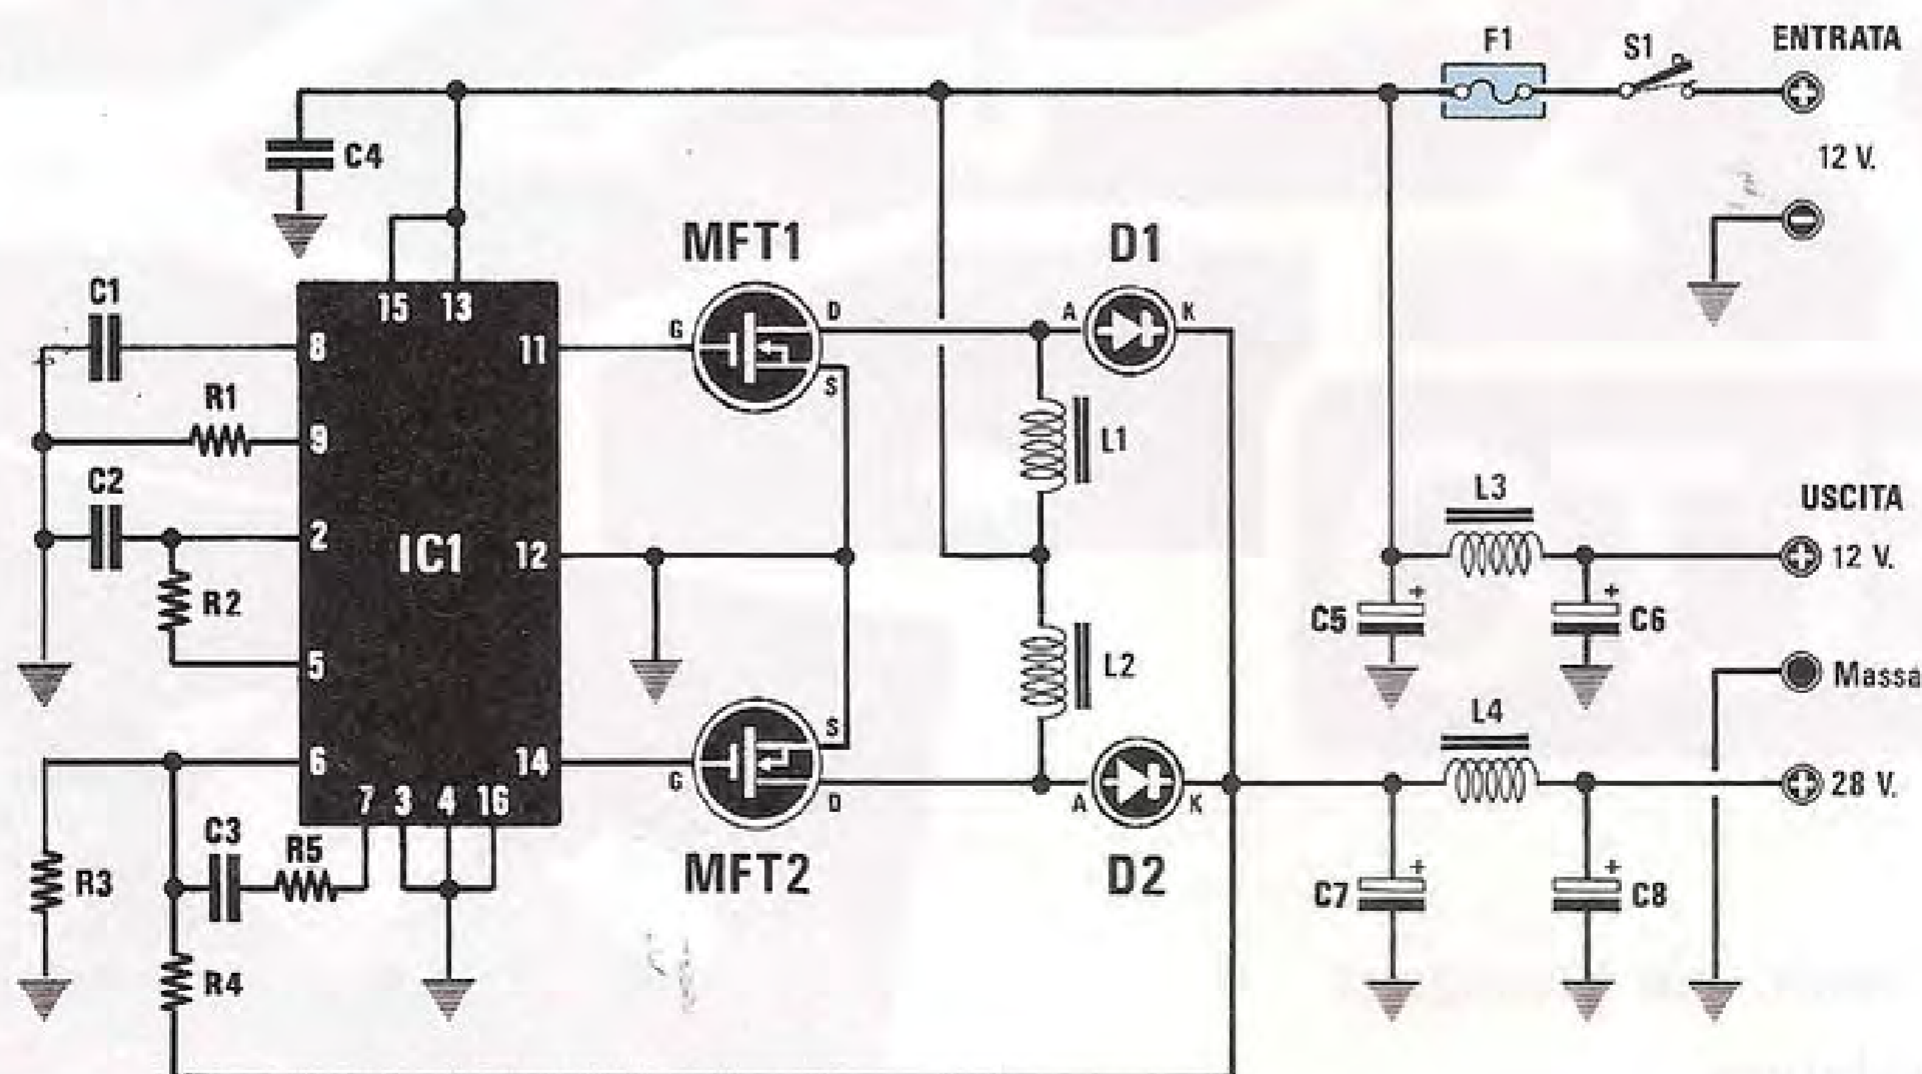 F1
S1
ENTRATA
12 V.
C4
MFT1
D1
C1
15
13
G
D
S
A
K
8
11
R1
9
L1
C2
L3
USCITA
2
IC1
12
12 V.
R2
C5
+
+
C6
5
L2
Massa
L4
S
6
14
G
D
A
K
28 V.
7
3
4
16
C3
R5
MFT2
D2
R3
C7
+
+
C8
R4